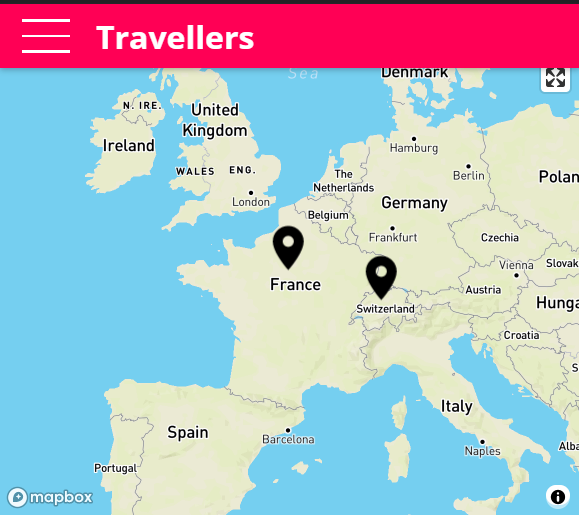 Travellers
Sea
Denmark
N. IRE.
United
Kingdom
Ireland
Hamburg
WALES
ENG.
The
Netherlands
Berlin
Polan
London
Belgium
Germany
Frankfurt
Czechia
Vienna
Slovak
France
Austria
Switzerland
Hunga
Croatia
S
Italy
Spain
Barcelona
Naples
Alba
Portugal
mapbox
i